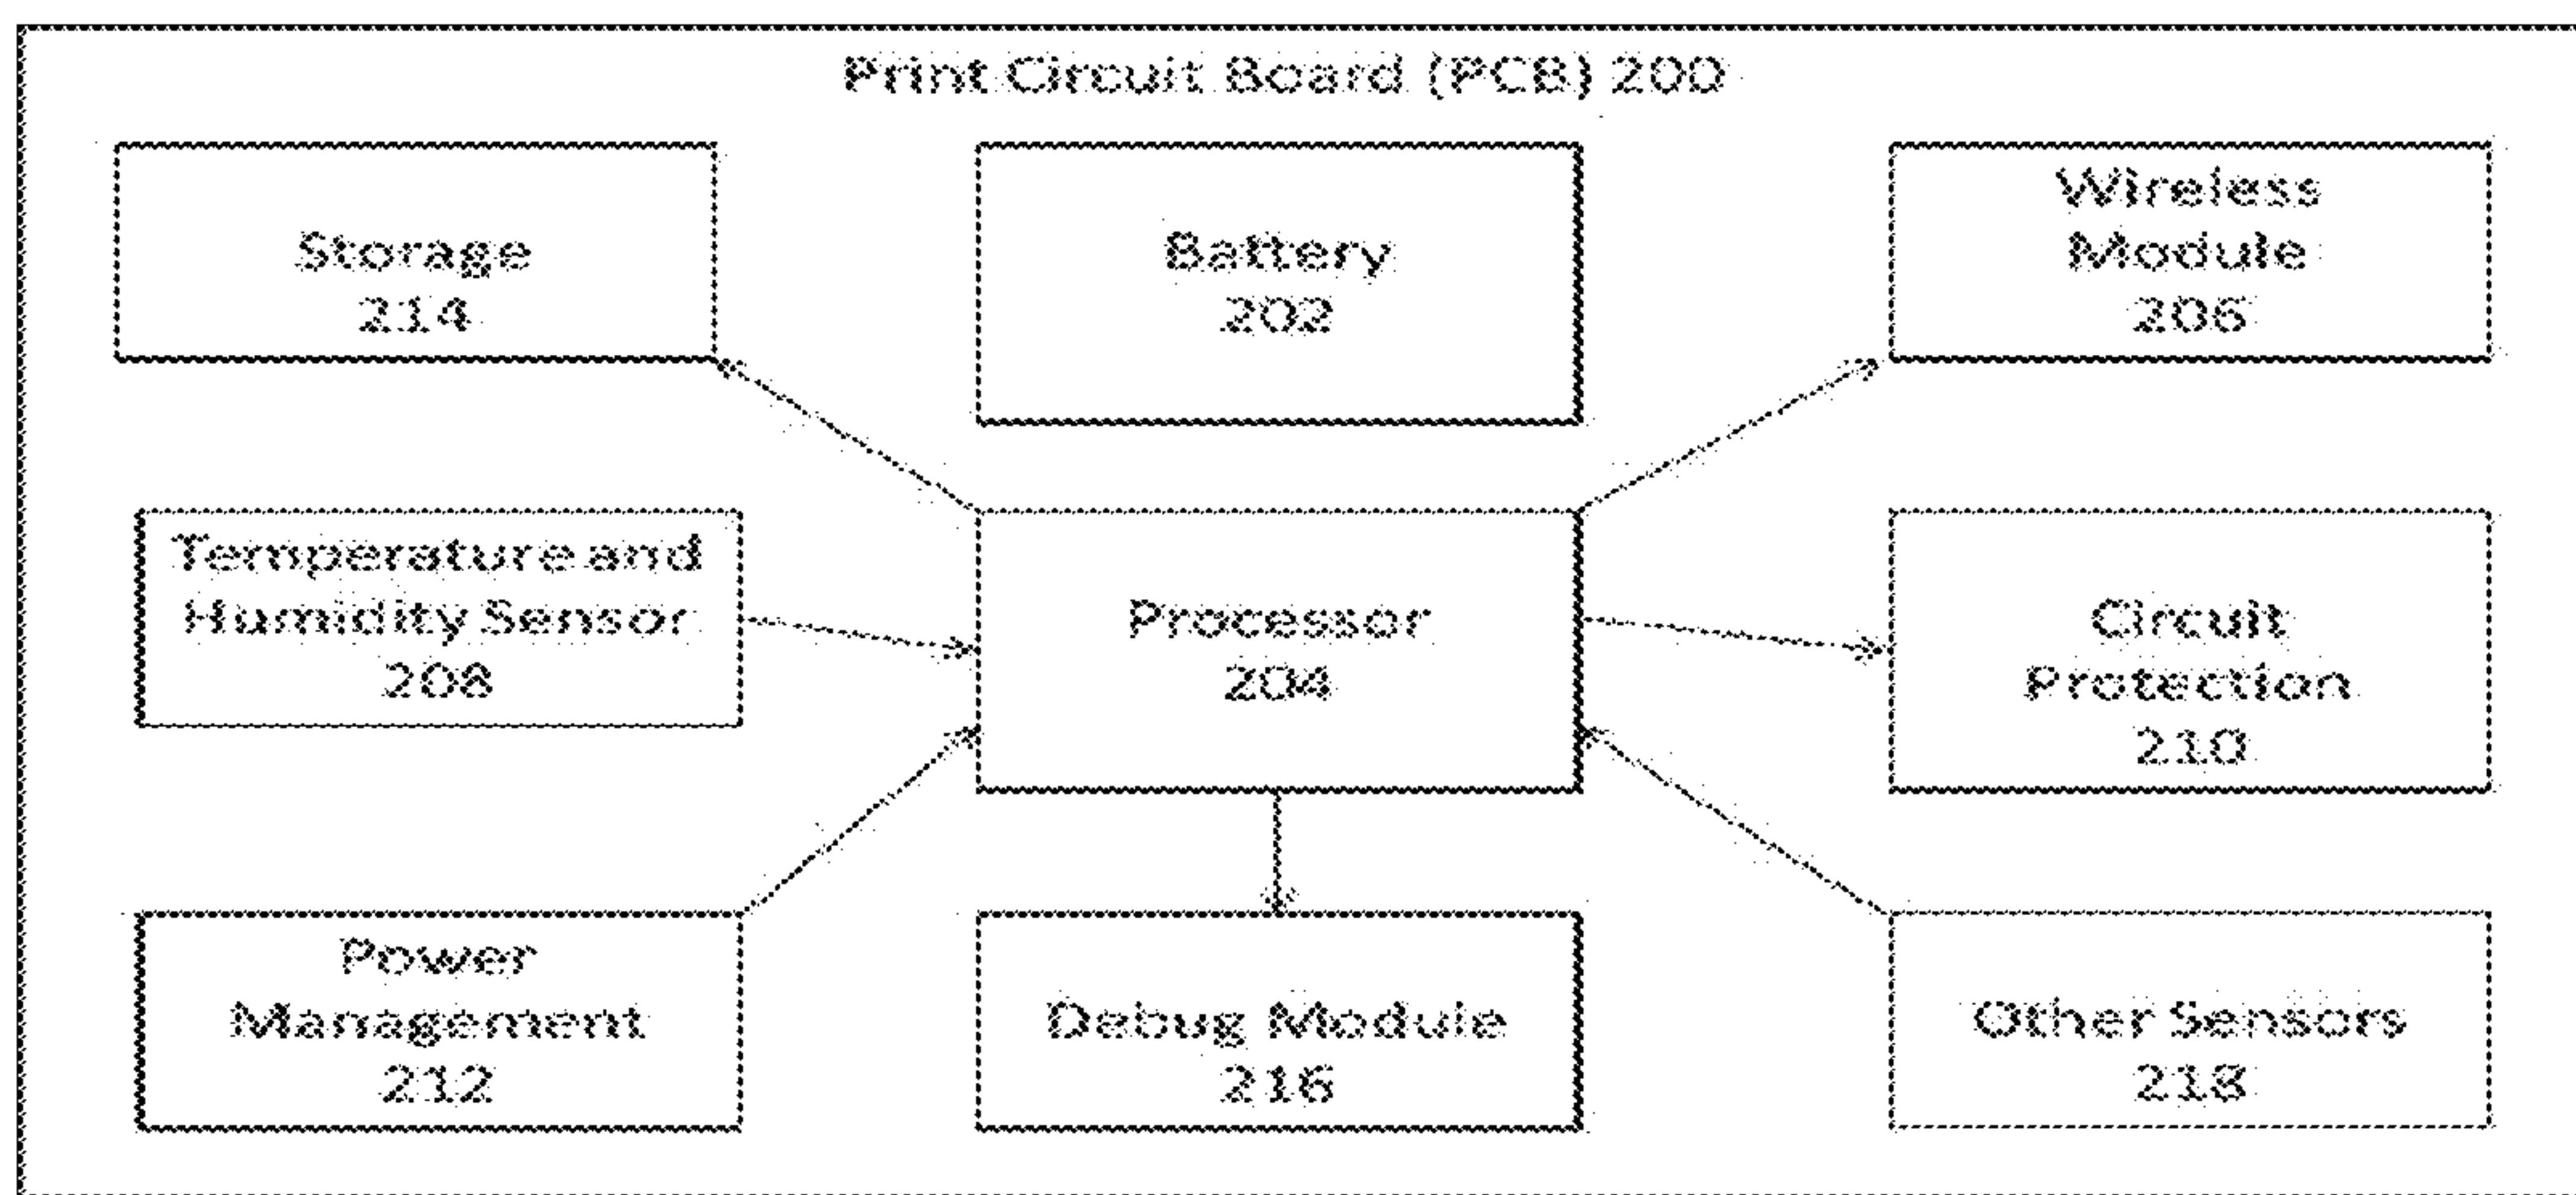 Print Circuit Board (PCB) 200
Storage
214
Battery
202
Wireless
Module
206
Temperature and
Humidity Sensor
208
Processor
204
Circuit
Protection
210
Power
Management
212
Debug Module
216
Other Sensors
218